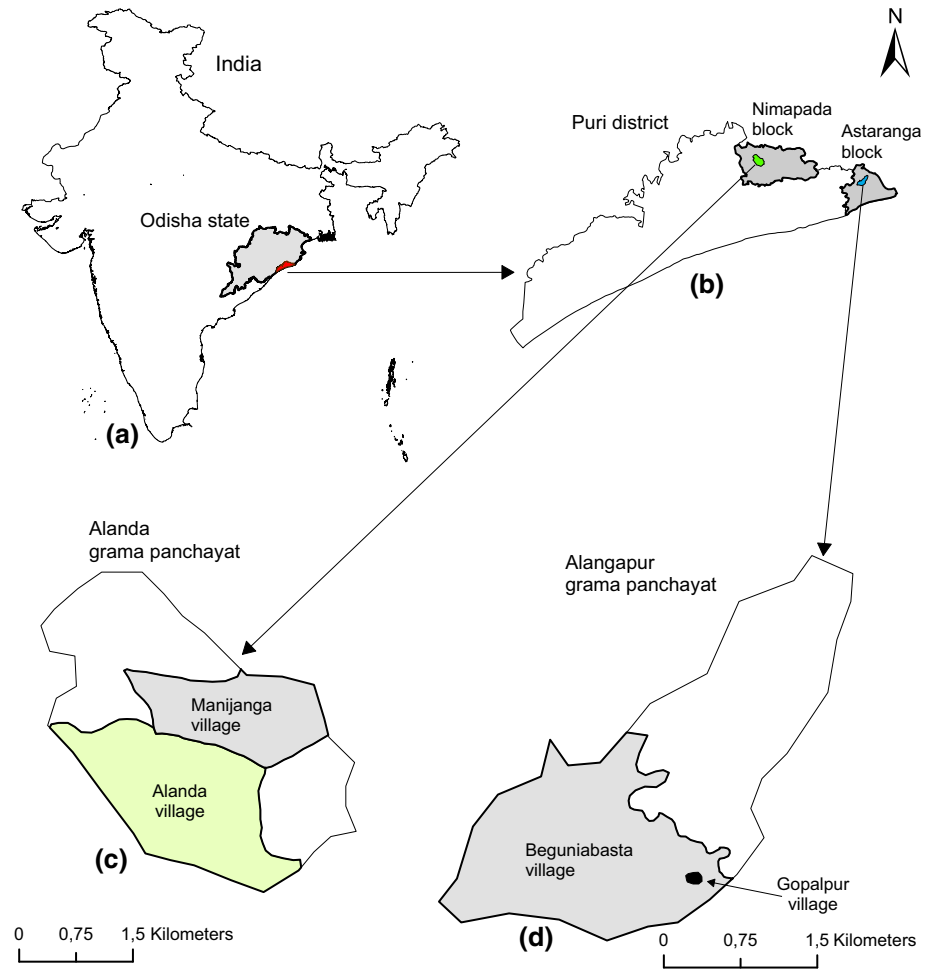 N
India
Nimapada
block
Puri district
Astaranga
block
Odisha state
(b)
(a)
Alanda
grama panchayat
Alangapur
grama panchayat
Manijanga
village
Alanda
village
(c)
Beguniabasta
village
Gopalpur
village
(d)
0 0,75 1,5 Kilometers
0 0,75 1,5 Kilometers